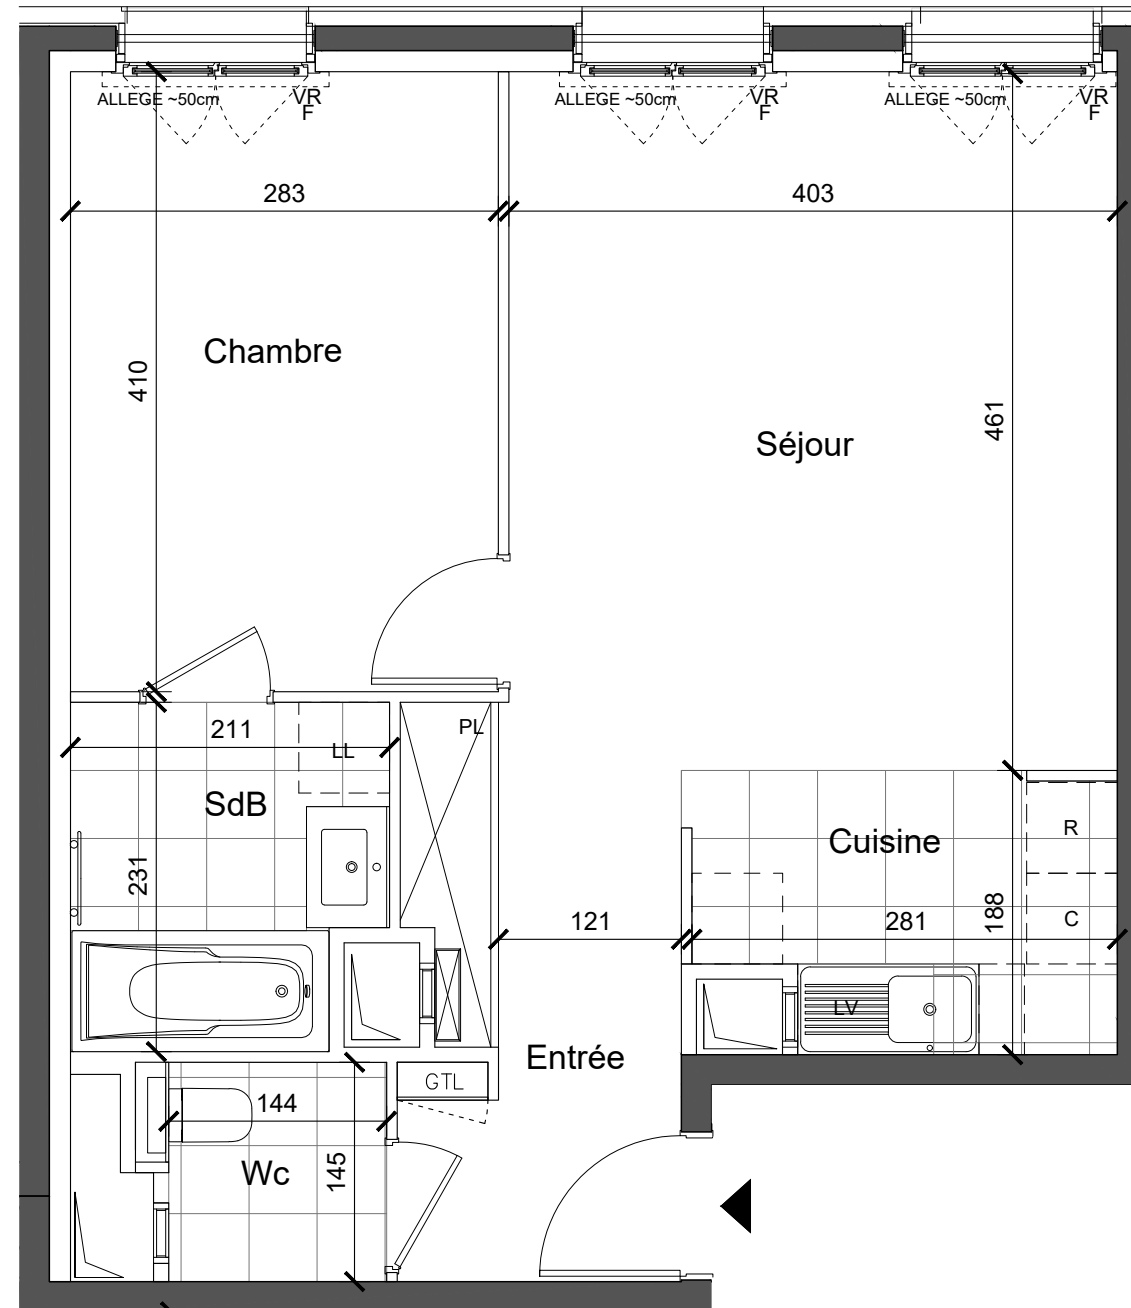 ALLEGE ~50cm
VR
F
ALLEGE ~50cm
VR
F
ALLEGE ~50cm
VR
F
283
403
Chambre
410
Séjour
461
211
LL
PL
SdB
231
Cuisine
R
C
121
281
188
LV
Entrée
GTL
144
Wc
145